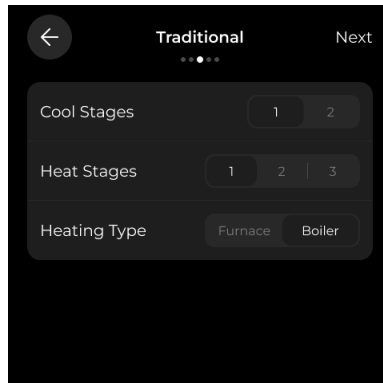 Traditional Next
Cool Stages 1 2
Heat Stages 1 2 3
Heating Type Furnace Boiler